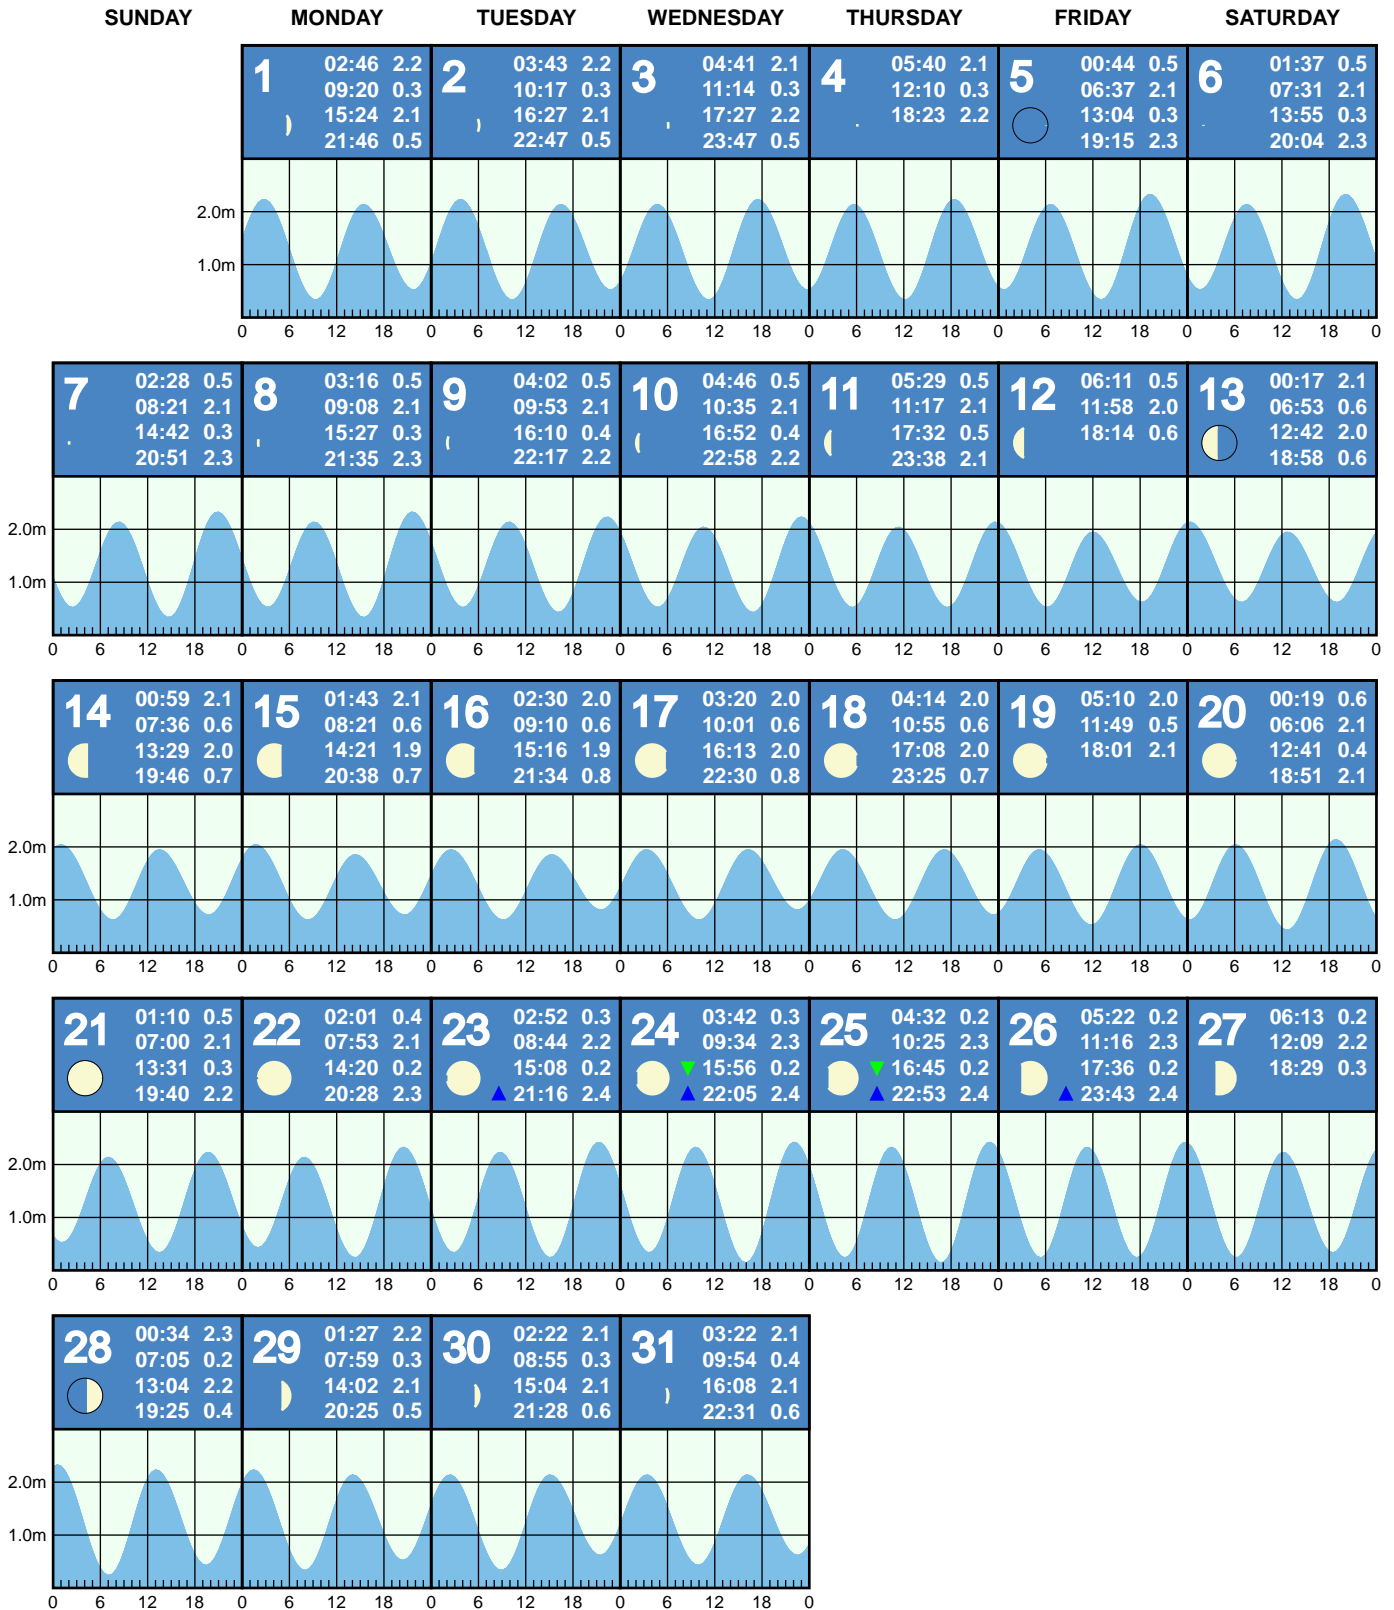 SUNDAY MONDAY TUESDAY WEDNESDAY THURSDAY FRIDAY SATURDAY
1 02:46 2.2
09:20 0.3
15:24 2.1
21:46 0.5
2 03:43 2.2
10:17 0.3
16:27 2.1
22:47 0.5
3 04:41 2.1
11:14 0.3
17:27 2.2
23:47 0.5
4 05:40 2.1
12:10 0.3
18:23 2.2
5 00:44 0.5
06:37 2.1
13:04 0.3
19:15 2.3
6 01:37 0.5
07:31 2.1
13:55 0.3
20:04 2.3
2.0m
1.0m
0 6 12 18 0 6 12 18 0 6 12 18 0 6 12 18 0 6 12 18 0 6 12 18 0
7 02:28 0.5
08:21 2.1
14:42 0.3
20:51 2.3
8 03:16 0.5
09:08 2.1
15:27 0.3
21:35 2.3
9 04:02 0.5
09:53 2.1
16:10 0.4
22:17 2.2
10 04:46 0.5
10:35 2.1
16:52 0.4
22:58 2.2
11 05:29 0.5
11:17 2.1
17:32 0.5
23:38 2.1
12 06:11 0.5
11:58 2.0
18:14 0.6
13 00:17 2.1
06:53 0.6
12:42 2.0
18:58 0.6
2.0m
1.0m
0 6 12 18 0 6 12 18 0 6 12 18 0 6 12 18 0 6 12 18 0 6 12 18 0 6 12 18 0
14 00:59 2.1
07:36 0.6
13:29 2.0
19:46 0.7
15 01:43 2.1
08:21 0.6
14:21 1.9
20:38 0.7
16 02:30 2.0
09:10 0.6
15:16 1.9
21:34 0.8
17 03:20 2.0
10:01 0.6
16:13 2.0
22:30 0.8
18 04:14 2.0
10:55 0.6
17:08 2.0
23:25 0.7
19 05:10 2.0
11:49 0.5
18:01 2.1
20 00:19 0.6
06:06 2.1
12:41 0.4
18:51 2.1
2.0m
1.0m
0 6 12 18 0 6 12 18 0 6 12 18 0 6 12 18 0 6 12 18 0 6 12 18 0 6 12 18 0
21 01:10 0.5
07:00 2.1
13:31 0.3
19:40 2.2
22 02:01 0.4
07:53 2.1
14:20 0.2
20:28 2.3
23 02:52 0.3
08:44 2.2
15:08 0.2
21:16 2.4
24 03:42 0.3
09:34 2.3
15:56 0.2
22:05 2.4
25 04:32 0.2
10:25 2.3
16:45 0.2
22:53 2.4
26 05:22 0.2
11:16 2.3
17:36 0.2
23:43 2.4
27 06:13 0.2
12:09 2.2
18:29 0.3
2.0m
1.0m
0 6 12 18 0 6 12 18 0 6 12 18 0 6 12 18 0 6 12 18 0 6 12 18 0 6 12 18 0
28 00:34 2.3
07:05 0.2
13:04 2.2
19:25 0.4
29 01:27 2.2
07:59 0.3
14:02 2.1
20:25 0.5
30 02:22 2.1
08:55 0.3
15:04 2.1
21:28 0.6
31 03:22 2.1
09:54 0.4
16:08 2.1
22:31 0.6
2.0m
1.0m
0 6 12 18 0 6 12 18 0 6 12 18 0 6 12 18 0